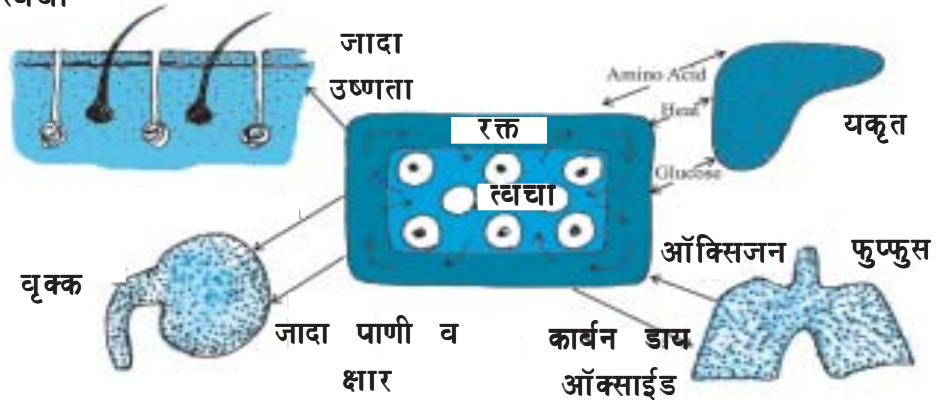 जादा
उष्णता
Amino Acid
रक्त
Heat
यकृत
Glucose
त्वचा
ऑक्सिजन
फुप्फुस
वृक्क
जादा पाणी व
क्षार
कार्बन डाय
ऑक्साईड